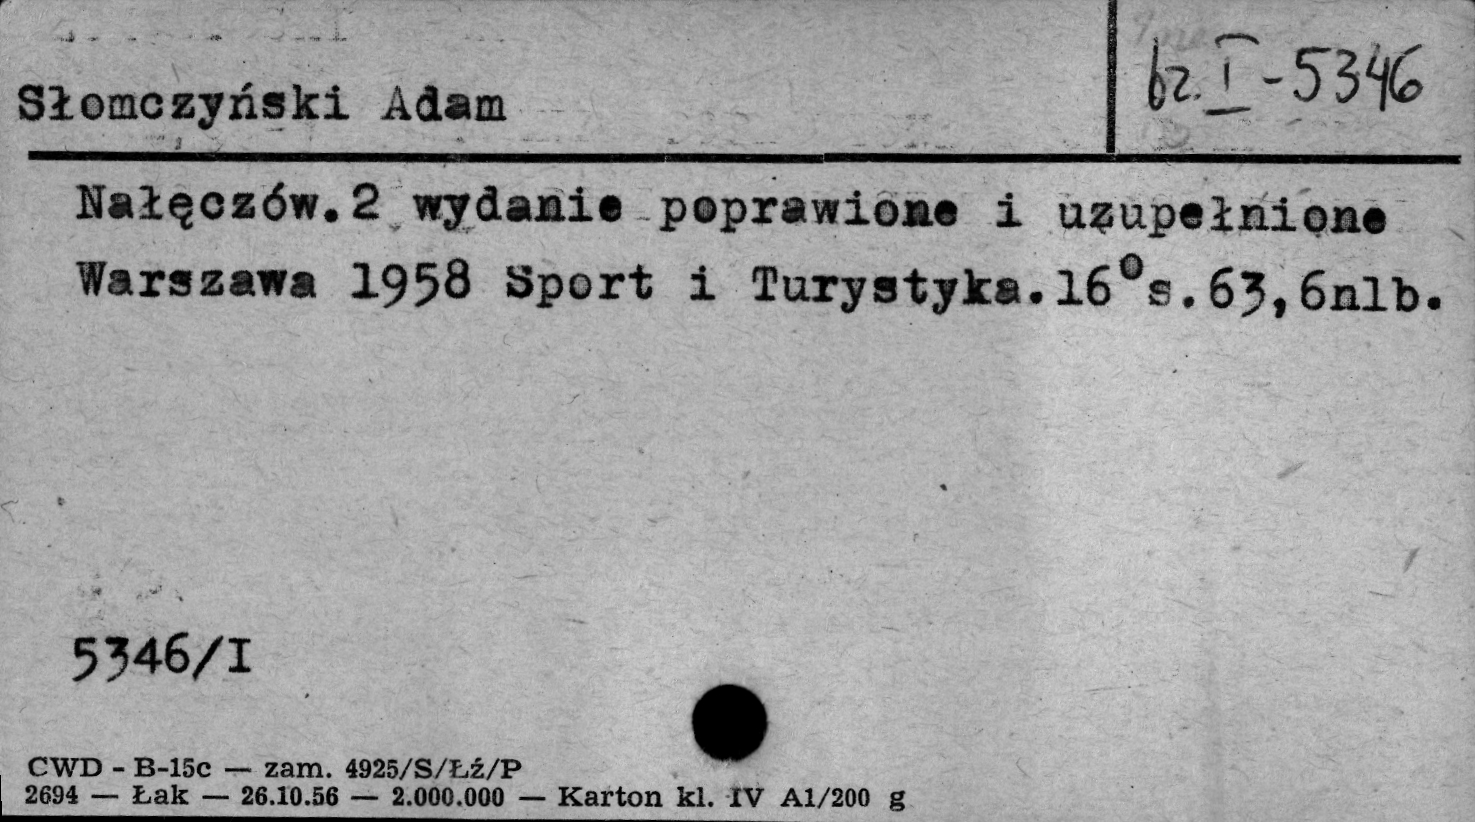 Słomczyński Adam
bz. I - 5346
Nałęczów.2 wydanie poprawione i uzupełnione
Warszawa 1958 Sport i Turystyka.16°s.63,6nlb.
5346/I
CWD - B-15c — zam. 4925/S/Łź/P
2694 — Łak — 26.10.56 — 2.000.000 — Karton kl. IV A1/200 g